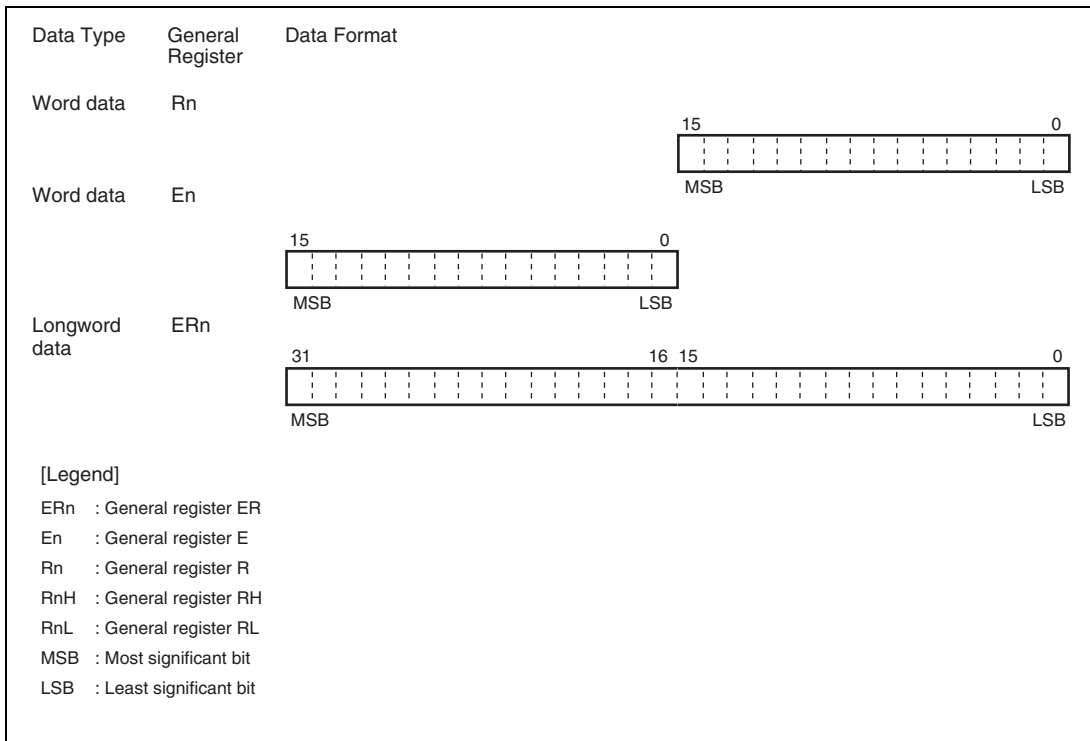 Data Type General Register Data Format
Word data Rn
15 0
MSB LSB
Word data En
15 0
MSB LSB
Longword data ERn
31 16 15 0
MSB LSB
[Legend]
ERn : General register ER
En : General register E
Rn : General register R
RnH : General register RH
RnL : General register RL
MSB : Most significant bit
LSB : Least significant bit